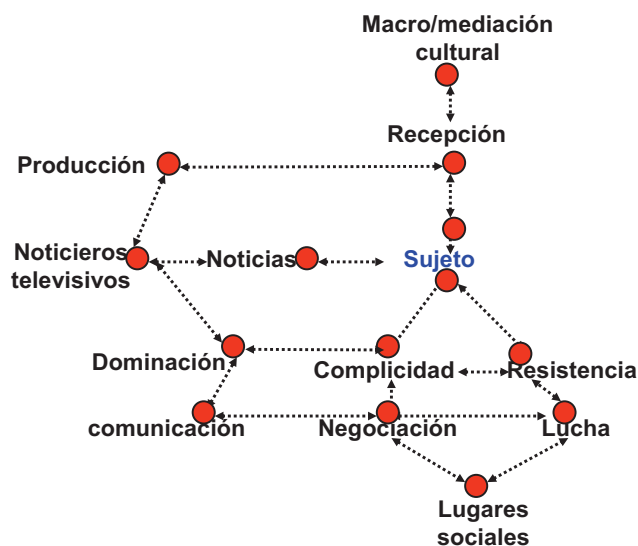 Macro/mediación
cultural
Recepción
Producción
Noticieros
televisivos
Noticias
Sujeto
Dominación
Complicidad
Resistencia
comunicación
Negociación
Lucha
Lugares
sociales